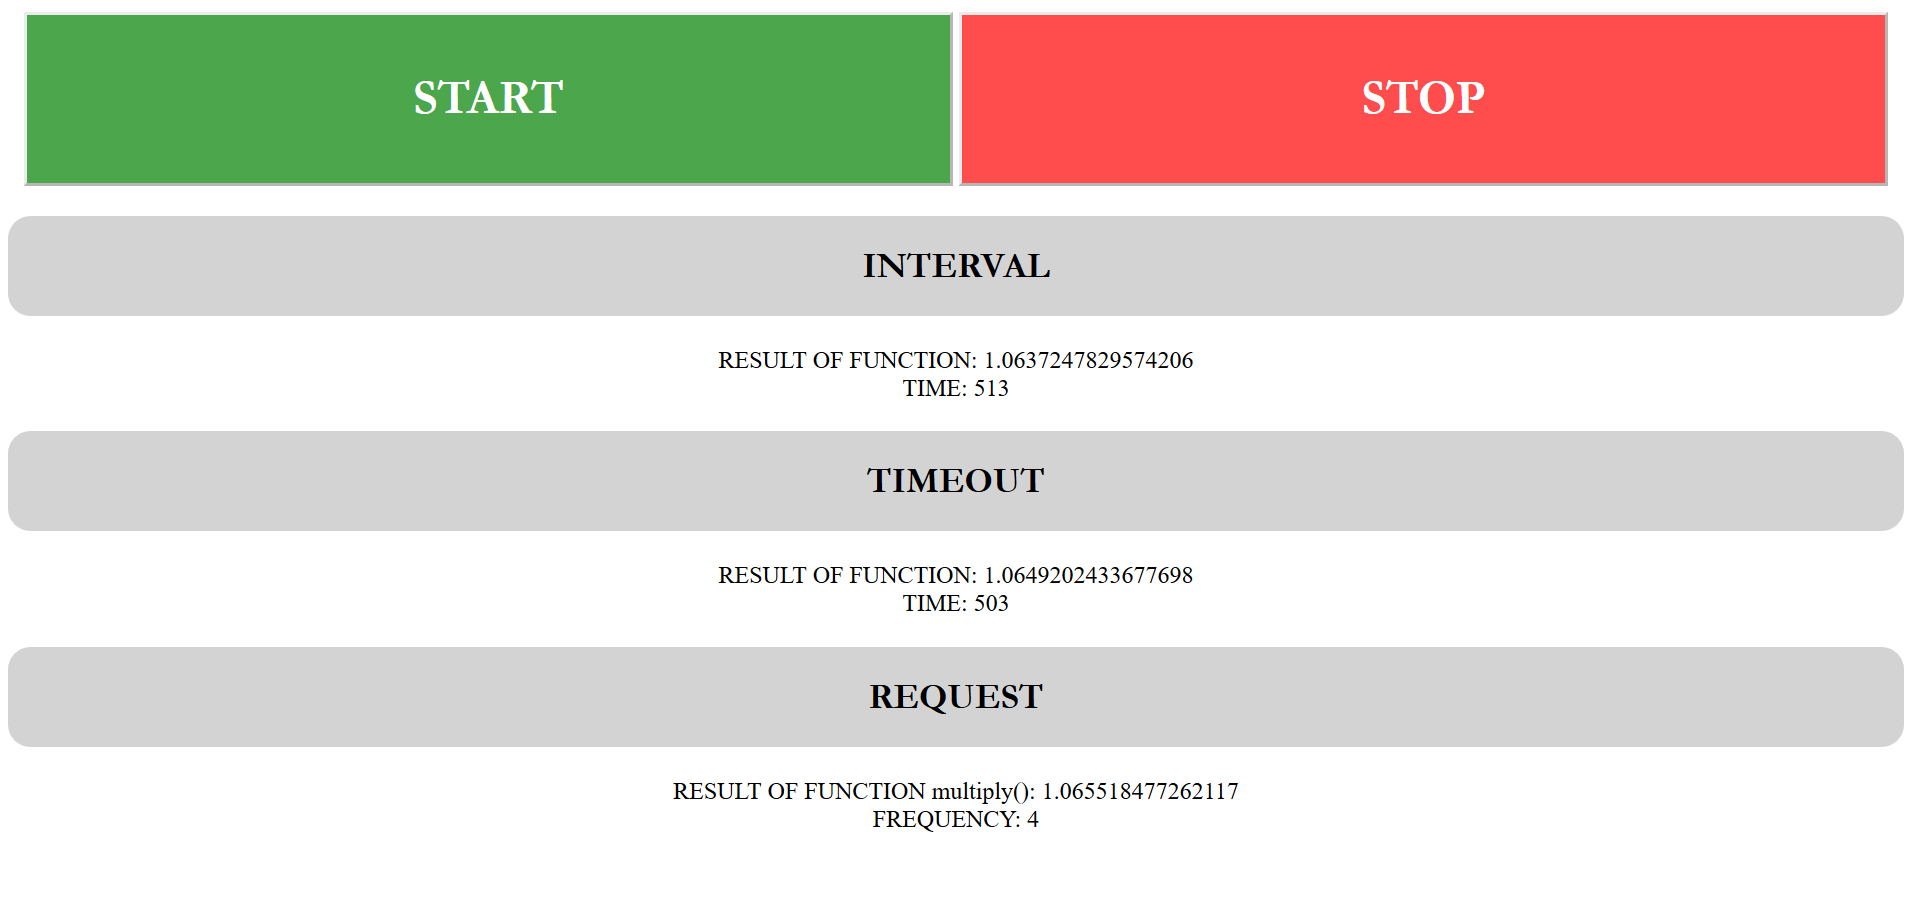 START STOP
INTERVAL
RESULT OF FUNCTION: 1.0637247829574206
TIME: 513
TIMEOUT
RESULT OF FUNCTION: 1.0649202433677698
TIME: 503
REQUEST
RESULT OF FUNCTION multiply(): 1.065518477262117
FREQUENCY: 4